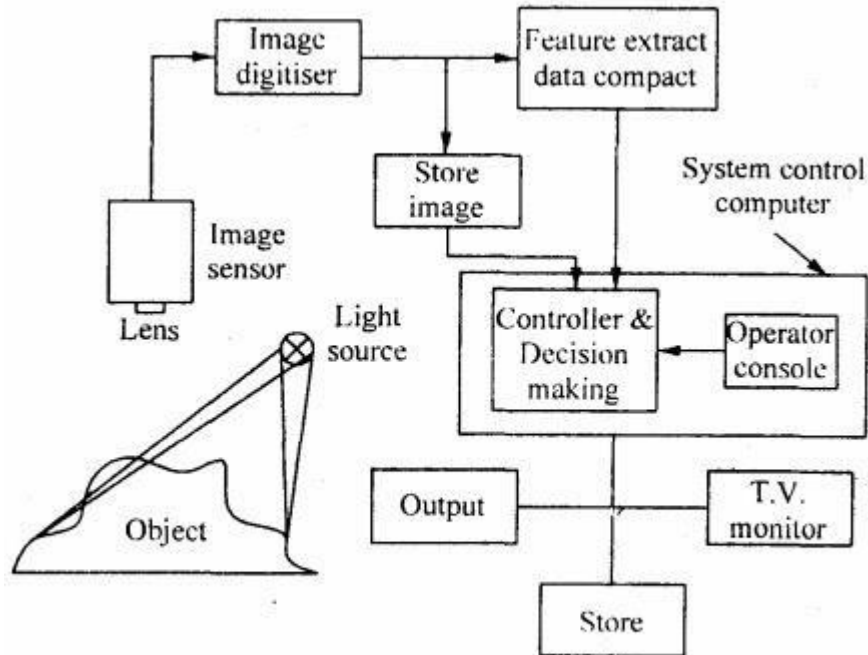 Image
digitiser
Feature extract
data compact
Store
image
System control
computer
Image
sensor
Lens
Light
source
Controller &
Decision
making
Operator
console
Object
Output
T.V.
monitor
Store